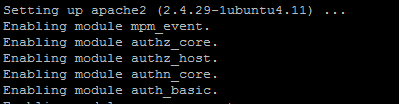 Setting up apache2 (2.4.29-1ubuntu4.11) ...
Enabling module mpm_event.
Enabling module authz_core.
Enabling module authz_host.
Enabling module authn_core.
Enabling module auth_basic.